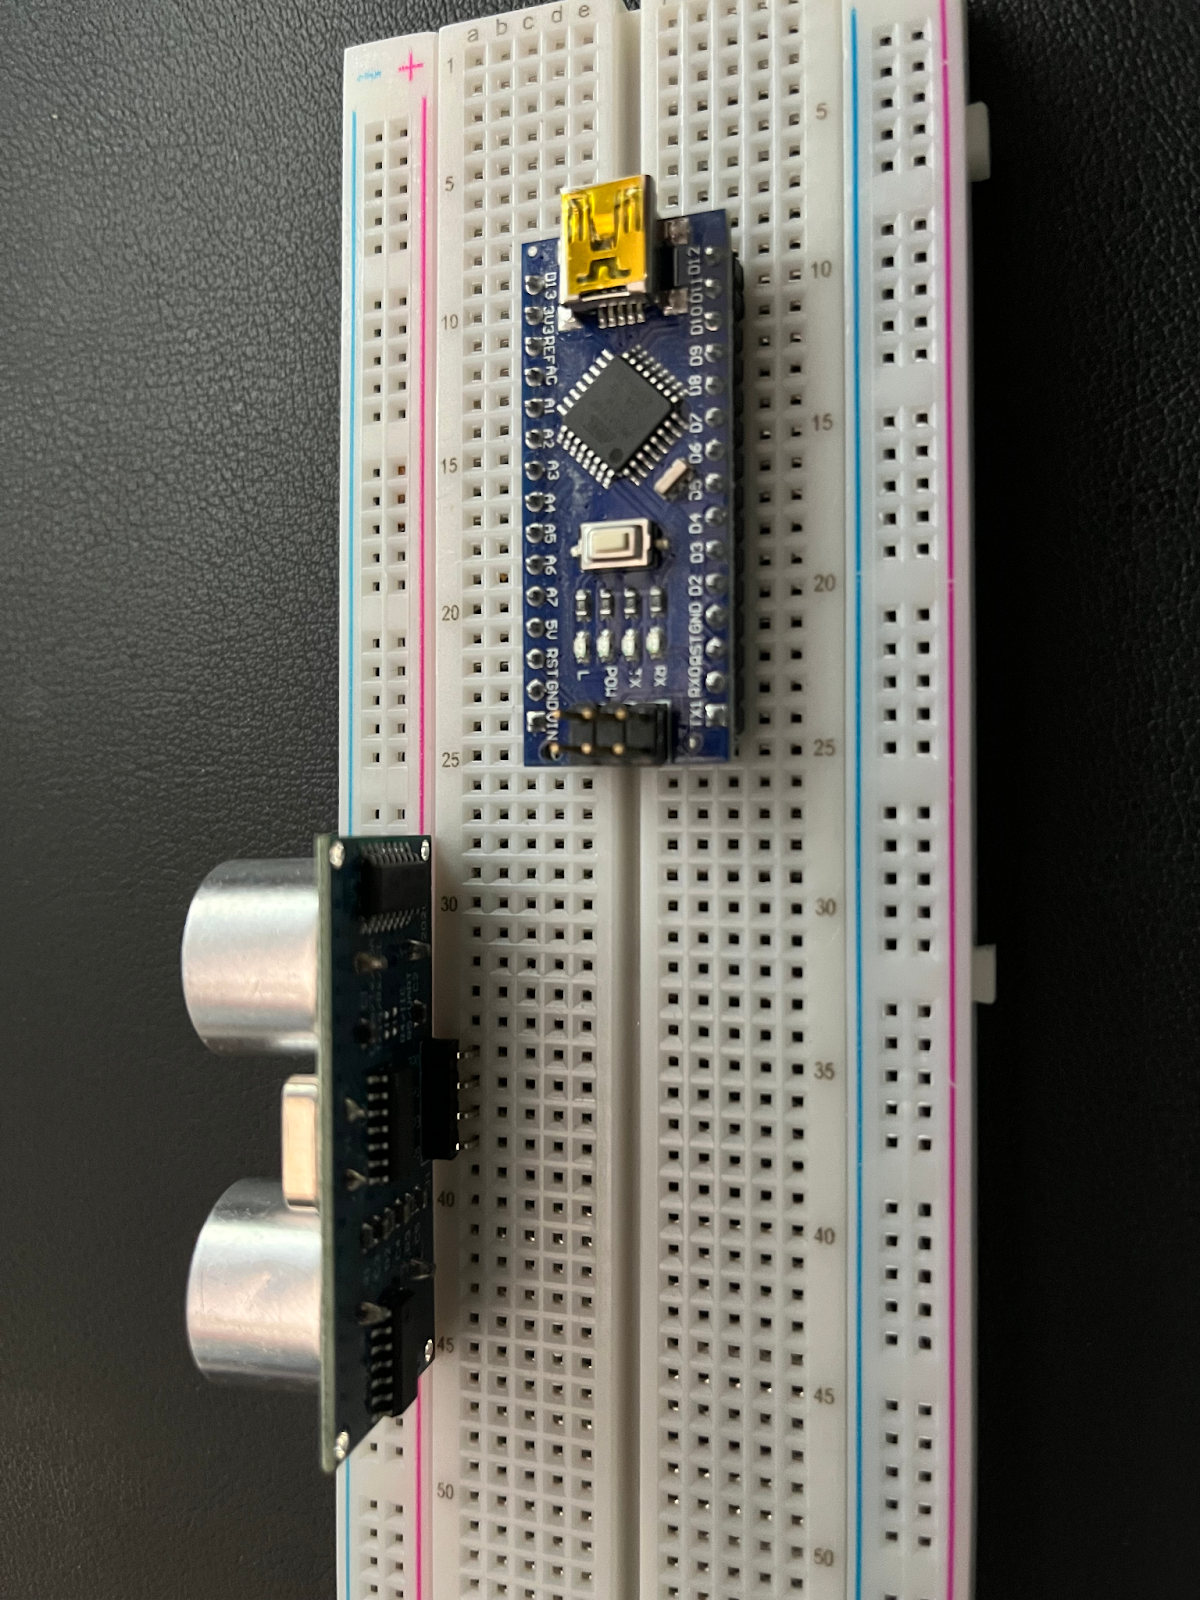 a b c d e
- +
1
5
10
15
20
25
30
40
45
50
5
10
15
20
25
30
35
40
45
50
D13
3V3
REF
A0
A1
A2
A3
A4
A5
A6
A7
5V
RST
GND
VIN
D12
D11
D10
D9
D8
D7
D6
D5
D4
D3
D2
GND
RST
RX0
TX1
L
POW
TX
RX